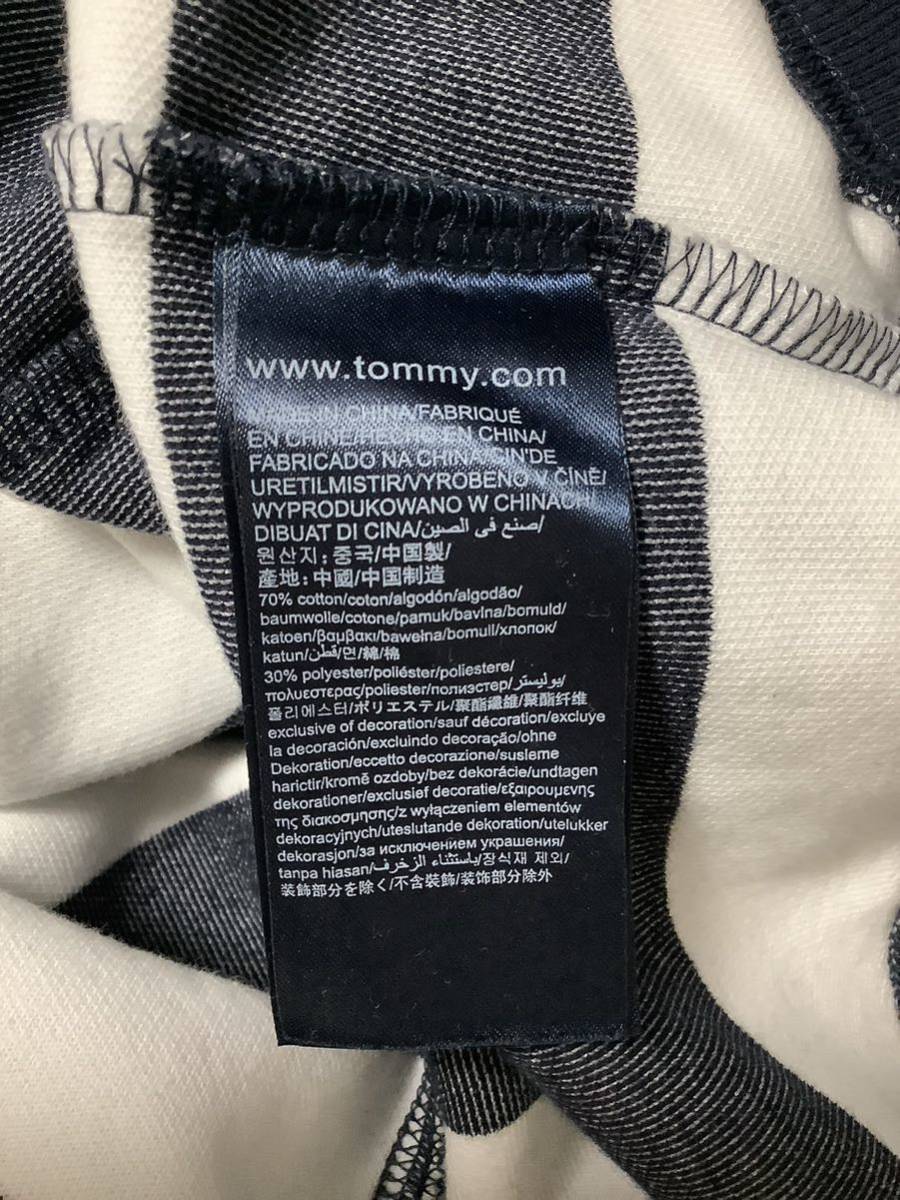 www.tommy.com
MADE IN CHINA/FABRIQUÉ
EN CHINE/HECHO EN CHINA/
FABRICADO NA CHINA/CIN'DE
URETILMISTIR/VYROBENO V ČÍNĚ/
WYPRODUKOWANO W CHINACH/
DIBUAT DI CINA/صنع في الصين/
원산지: 중국/中国製/
產地: 中國/中国制造
70% cotton/coton/algodón/algodão/
baumwolle/cotone/pamuk/bavlna/bomuld/
katoen/βαμβακι/bawełna/bomull/хлопок/
katun/قطن/면/綿/棉
30% polyester/poliéster/poliestere/
πολυεστερας/poliester/полиэстер/بوليستر/
폴리에스터/ポリエステル/聚酯纖維/聚酯纤维
exclusive of decoration/sauf décoration/excluye
la decoración/excluindo decoração/ohne
Dekoration/eccetto decorazione/susleme
harictir/kromě ozdoby/bez dekorácie/undtagen
dekorationer/exclusief decoratie/εξαιρουμενης
της διακοσμησης/z wyłączeniem elementów
dekoracyjnych/uteslutande dekoration/utelukker
dekorasjon/за исключением украшения/
tanpa hiasan/باستثناء الزخرف/장식재 제외/
装飾部分を除く/不含裝飾/装饰部分除外